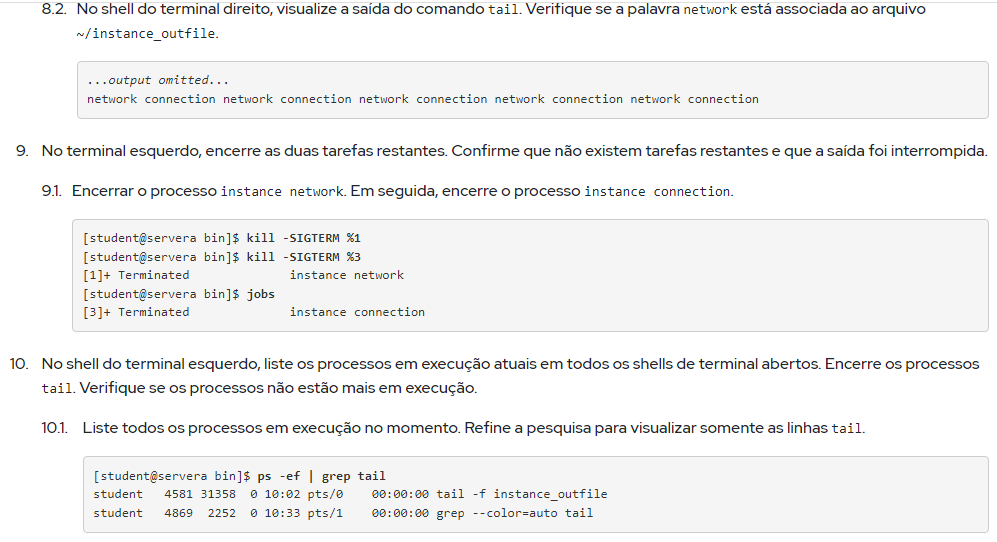 8.2. No shell do terminal direito, visualize a saída do comando tail. Verifique se a palavra network está associada ao arquivo
~/instance_outfile.
...output omitted...
network connection network connection network connection network connection network connection
9. No terminal esquerdo, encerre as duas tarefas restantes. Confirme que não existem tarefas restantes e que a saída foi interrompida.
9.1. Encerrar o processo instance network. Em seguida, encerre o processo instance connection.
[student@servera bin]$ kill -SIGTERM %1
[student@servera bin]$ kill -SIGTERM %3
[1]+ Terminated              instance network
[student@servera bin]$ jobs
[3]+ Terminated              instance connection
10. No shell do terminal esquerdo, liste os processos em execução atuais em todos os shells de terminal abertos. Encerre os processos
tail. Verifique se os processos não estão mais em execução.
10.1. Liste todos os processos em execução no momento. Refine a pesquisa para visualizar somente as linhas tail.
[student@servera bin]$ ps -ef | grep tail
student   4581 31358  0 10:02 pts/0    00:00:00 tail -f instance_outfile
student   4869  2252  0 10:33 pts/1    00:00:00 grep --color=auto tail